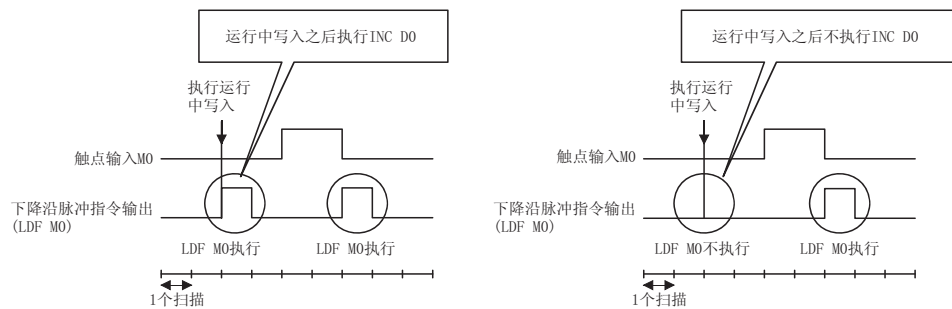 运行中写入之后执行INC D0
执行运行
中写入
触点输入M0
下降沿脉冲指令输出
(LDF M0)
LDF M0执行
LDF M0执行
1个扫描
运行中写入之后不执行INC D0
执行运行
中写入
触点输入M0
下降沿脉冲指令输出
(LDF M0)
LDF M0不执行
LDF M0执行
1个扫描